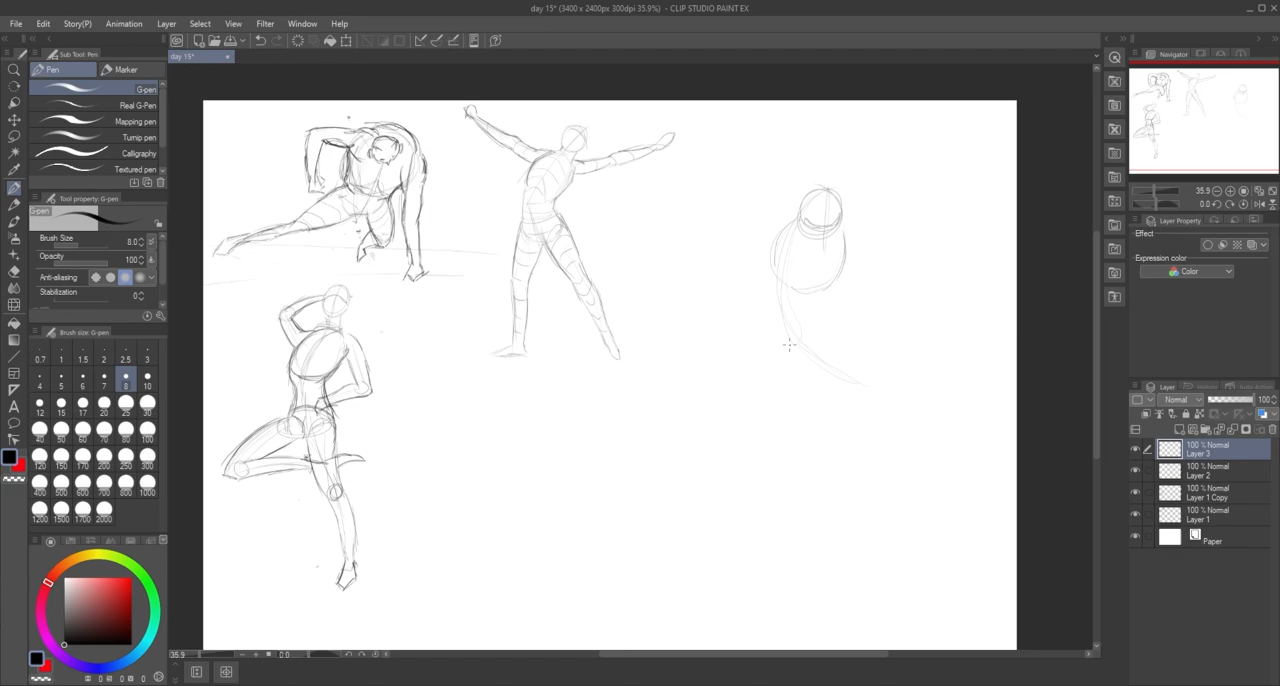 day 15* (3400 x 2400px 300dpi 35.9%) - CLIP STUDIO PAINT EX
File Edit Story(P) Animation Layer Select View Filter Window Help
Sub Tool: Pen
day 15*
Navigator
Pen Marker
G-pen
Real G-Pen
Mapping pen
Turnip pen
Calligraphy
Textured pen
Tool property: G-pen
G-pen
Brush Size 8.0
Opacity 100
Anti-aliasing
Stabilization 0
Brush size: G-pen
0.7 1 1.5 2 2.5 3
4 5 6 7 8 10
12 15 17 20 25 30
40 50 60 70 80 100
120 150 170 200 250 300
400 500 600 700 800 1000
1200 1500 1700 2000
35.9
0.0
Layer Property
Effect
Expression color
Color
Layer
Normal 100
100 % Normal
Layer 3
100 % Normal
Layer 2
100 % Normal
Layer 1 Copy
100 % Normal
Layer 1
Paper
35.9 0.0